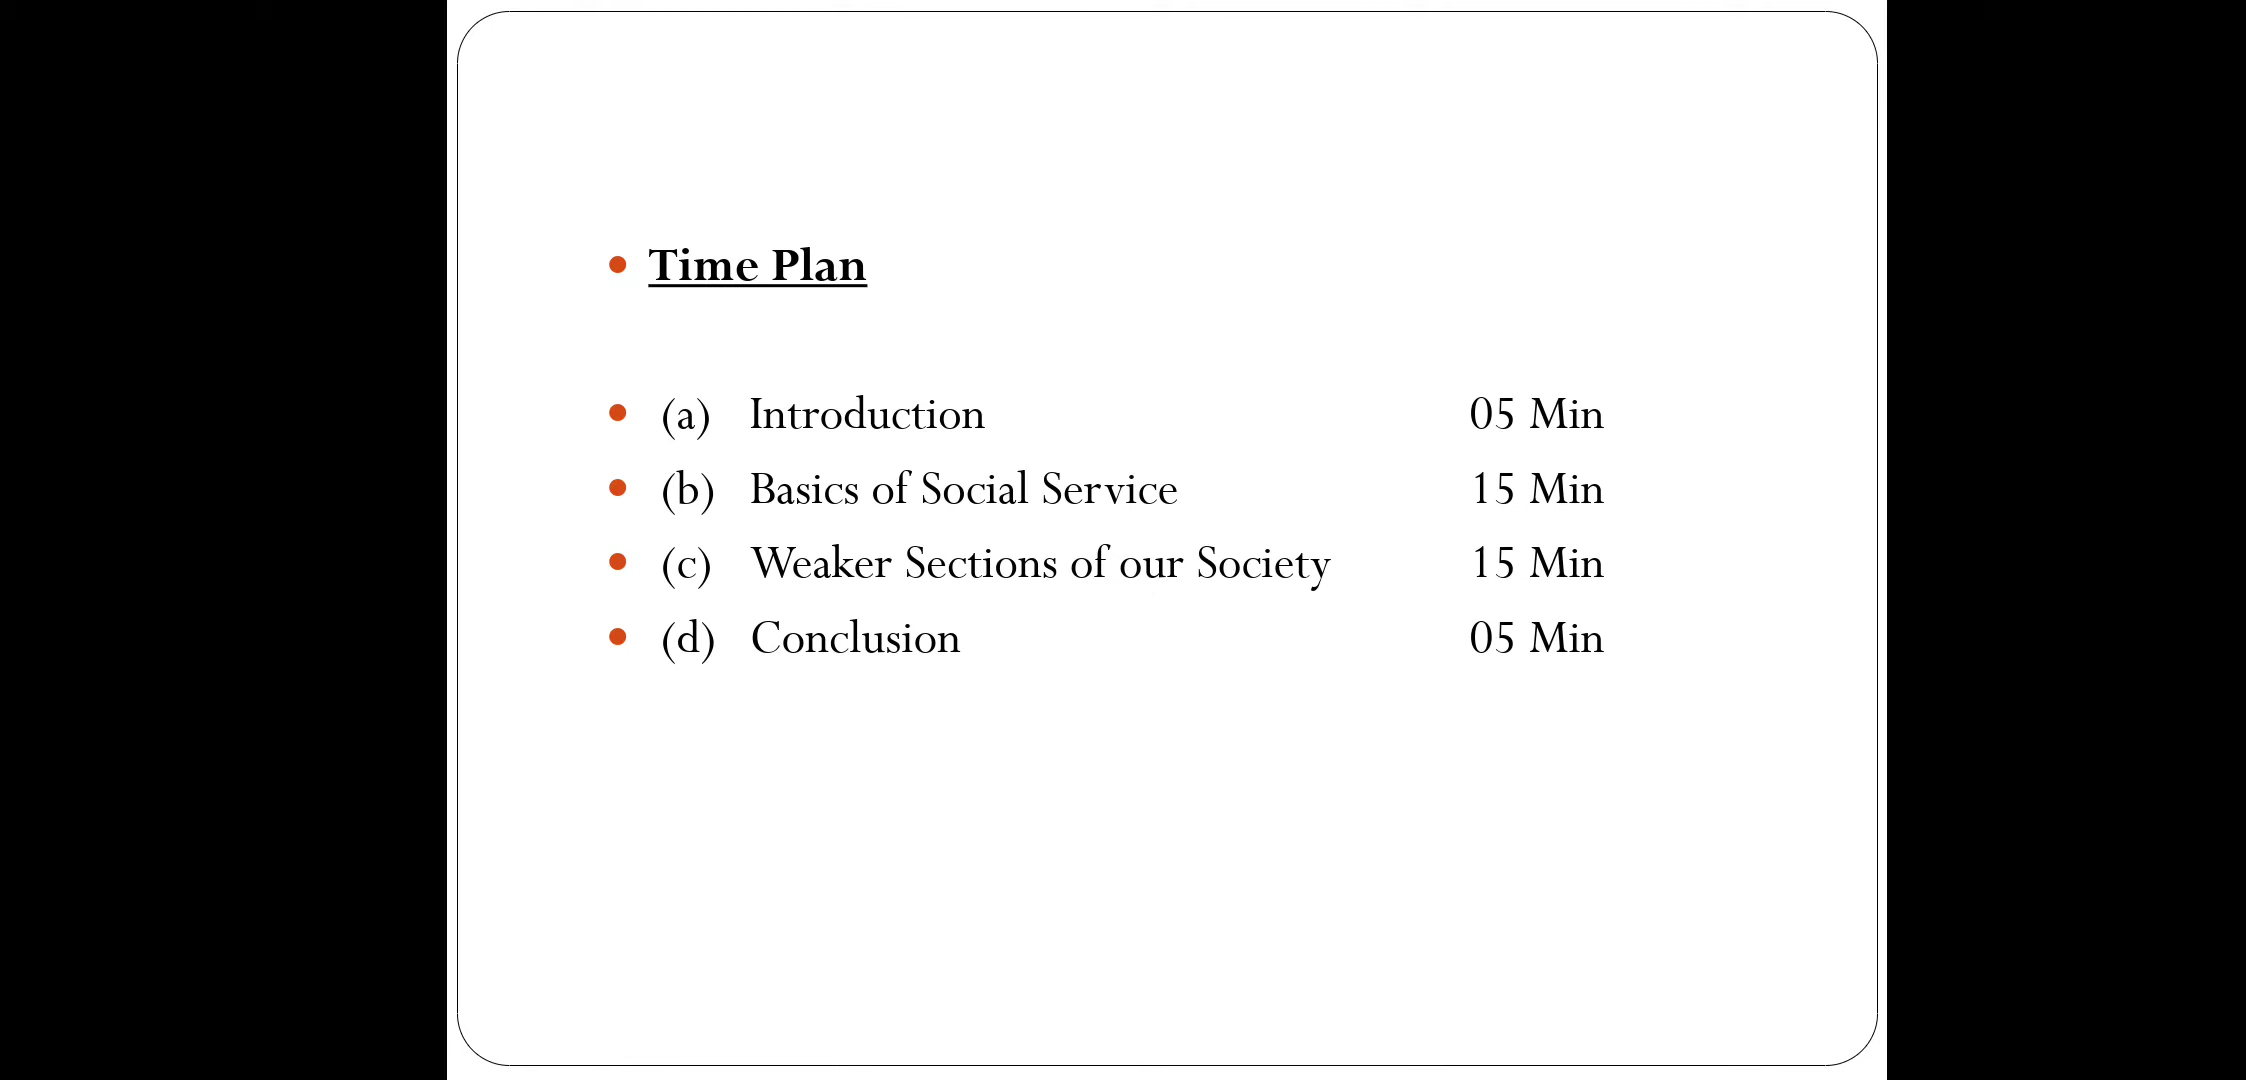 • Time Plan
• (a) Introduction 05 Min
• (b) Basics of Social Service 15 Min
• (c) Weaker Sections of our Society 15 Min
• (d) Conclusion 05 Min